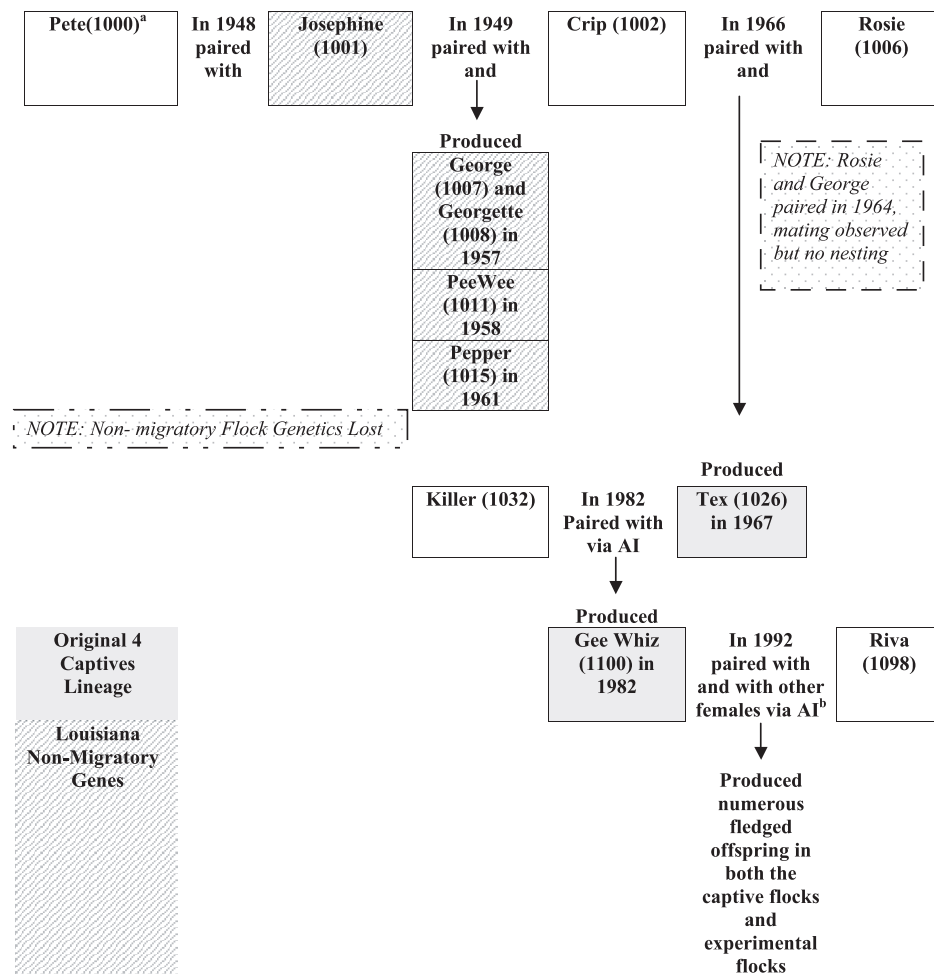 Pete(1000)a
In 1948
paired
with
Josephine
(1001)
In 1949
paired with
and
Crip (1002)
In 1966
paired with
and
Rosie
(1006)
Produced
George
(1007) and
Georgette
(1008) in
1957
PeeWee
(1011) in
1958
Pepper
(1015) in
1961
NOTE: Rosie
and George
paired in 1964,
mating observed
but no nesting
NOTE: Non- migratory Flock Genetics Lost
Killer (1032)
In 1982
Paired with
via AI
Produced
Tex (1026)
in 1967
Produced
Gee Whiz
(1100) in
1982
In 1992
paired with
and with other
females via AIb
Riva
(1098)
Produced
numerous
fledged
offspring in
both the
captive flocks
and
experimental
flocks
Original 4
Captives
Lineage
Louisiana
Non-Migratory
Genes